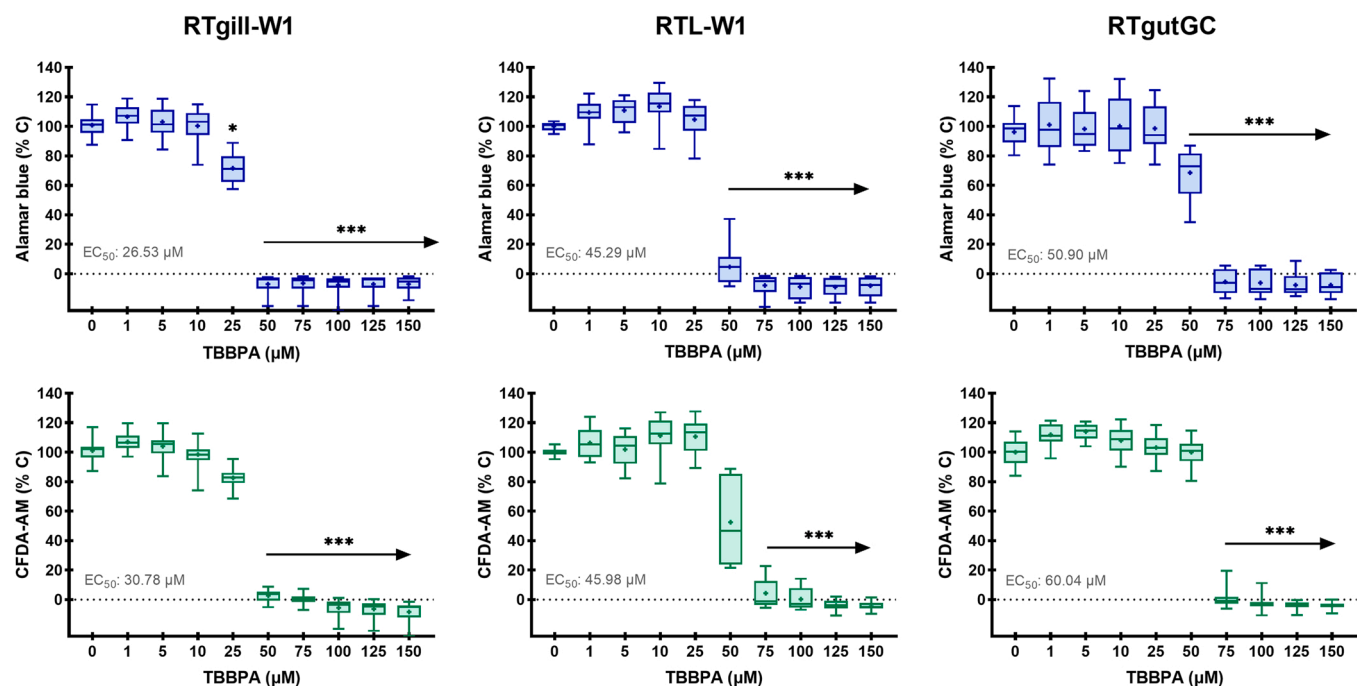 RTgill-W1
RTL-W1
RTgutGC
Alamar blue (% C)
140
120
100
80
60
40
20
0
*
***
EC50: 26.53 µM
0 1 5 10 25 50 75 100 125 150
TBBPA (µM)
Alamar blue (% C)
140
120
100
80
60
40
20
0
***
EC50: 45.29 µM
0 1 5 10 25 50 75 100 125 150
TBBPA (µM)
Alamar blue (% C)
140
120
100
80
60
40
20
0
***
EC50: 50.90 µM
0 1 5 10 25 50 75 100 125 150
TBBPA (µM)
CFDA-AM (% C)
140
120
100
80
60
40
20
0
***
EC50: 30.78 µM
0 1 5 10 25 50 75 100 125 150
TBBPA (µM)
CFDA-AM (% C)
140
120
100
80
60
40
20
0
***
EC50: 45.98 µM
0 1 5 10 25 50 75 100 125 150
TBBPA (µM)
CFDA-AM (% C)
140
120
100
80
60
40
20
0
***
EC50: 60.04 µM
0 1 5 10 25 50 75 100 125 150
TBBPA (µM)